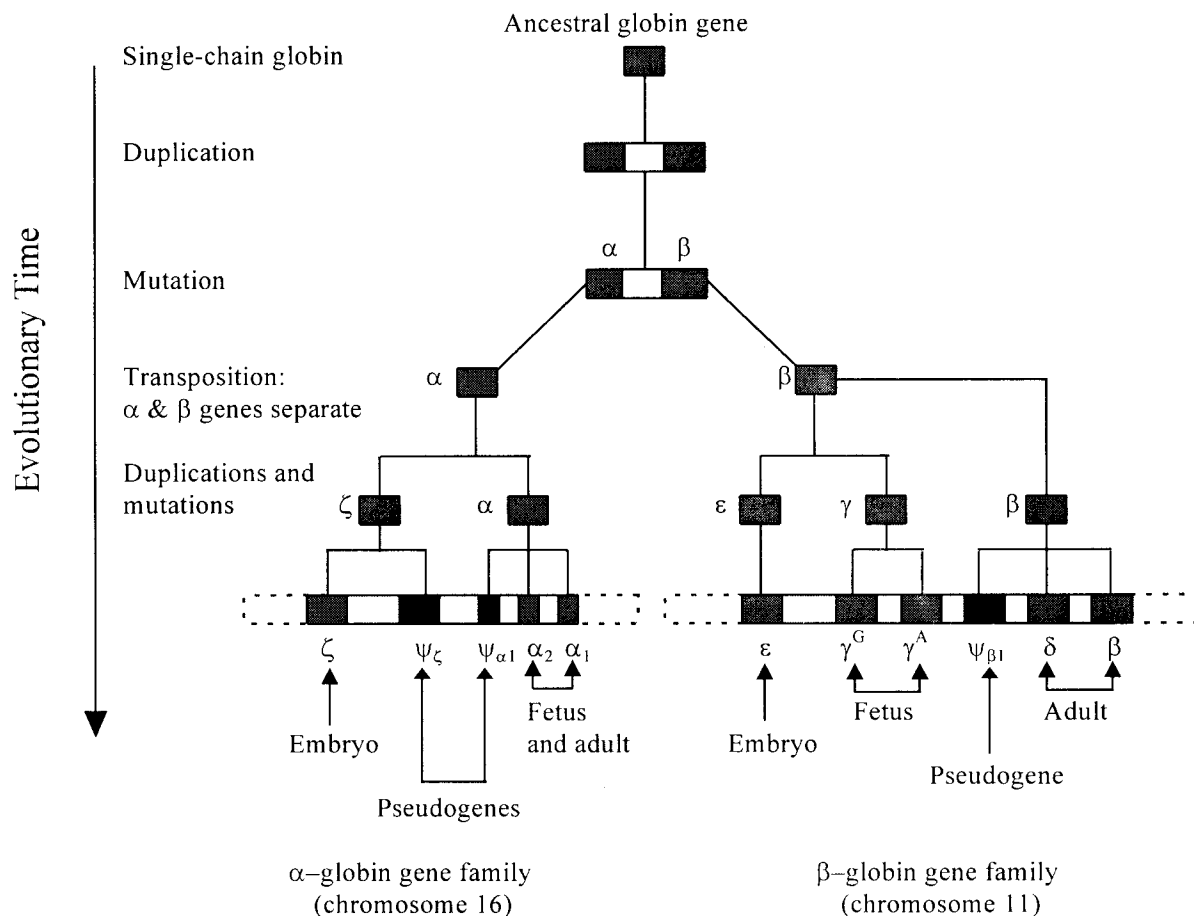 Ancestral globin gene
Single-chain globin
Duplication
α β
Mutation
Evolutionary Time
Transposition:
α & β genes separate
α β
Duplications and
mutations
ζ α ε γ β
ζ ψζ ψα1 α2 α1 ε γG γA ψβ1 δ β
Fetus
and adult
Fetus
Adult
Embryo
Embryo
Pseudogene
Pseudogenes
α–globin gene family
(chromosome 16)
β–globin gene family
(chromosome 11)